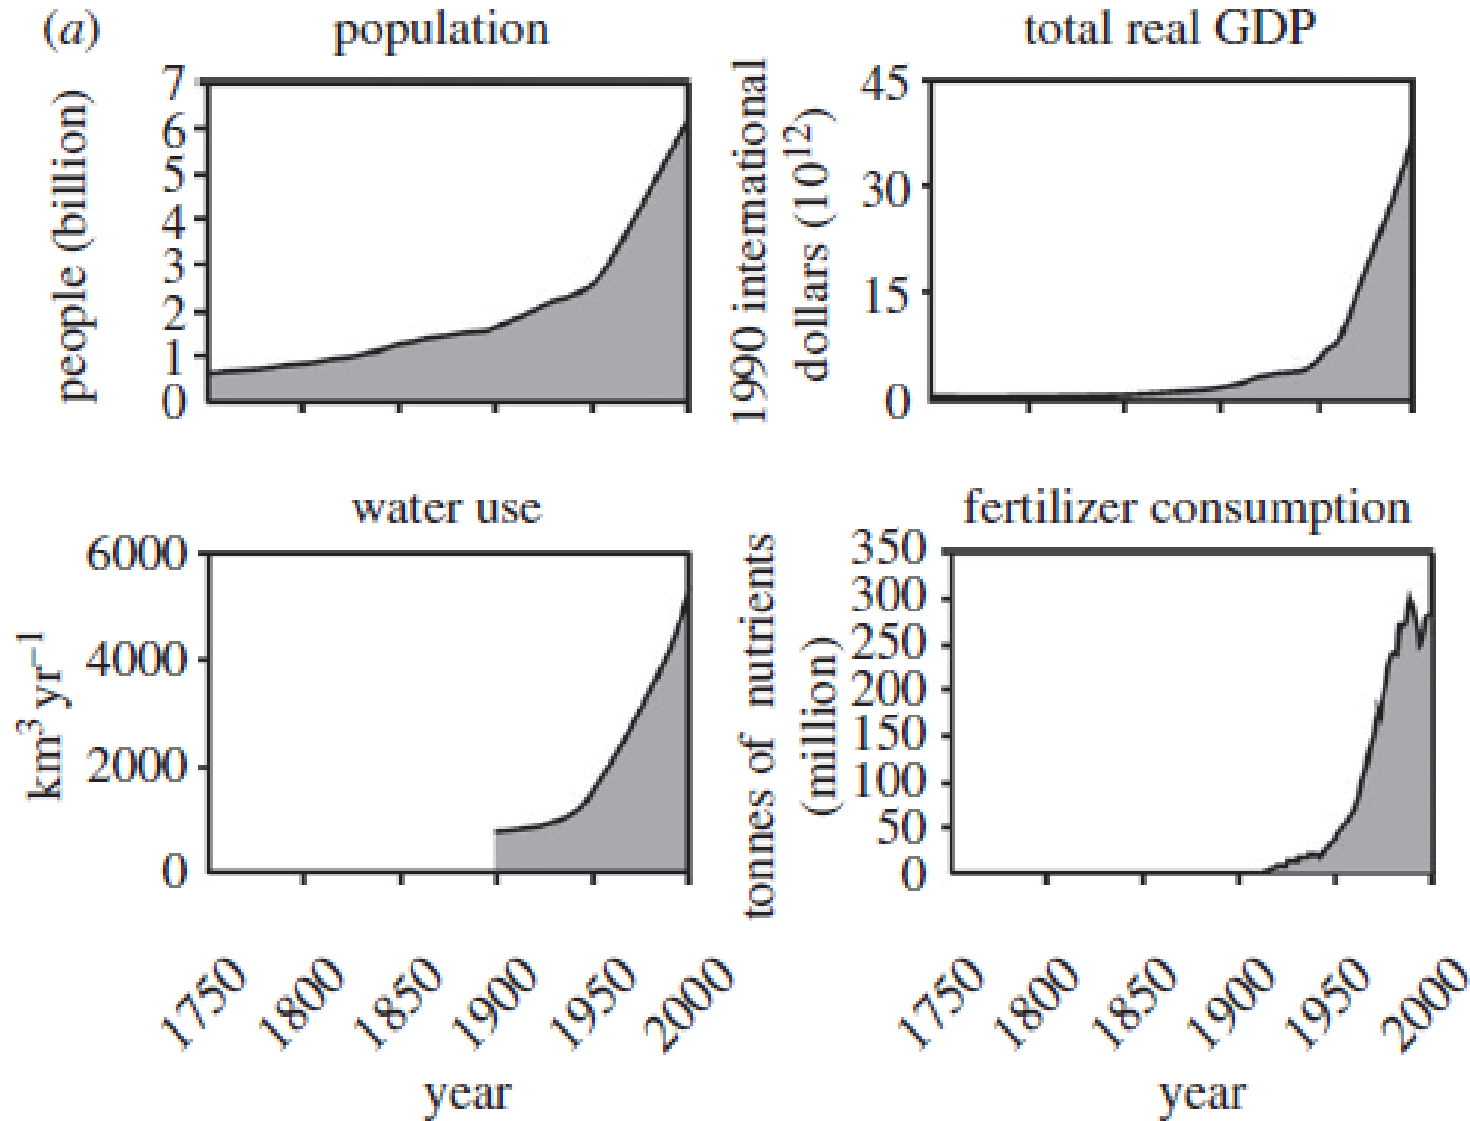 (a)
population
people (billion)
7
6
5
4
3
2
1
0
total real GDP
1990 international
dollars (10¹²)
45
30
15
0
water use
km³ yr⁻¹
6000
4000
2000
0
1750
1800
1850
1900
1950
2000
year
fertilizer consumption
tonnes of nutrients
(million)
350
300
250
200
150
100
50
0
1750
1800
1850
1900
1950
2000
year